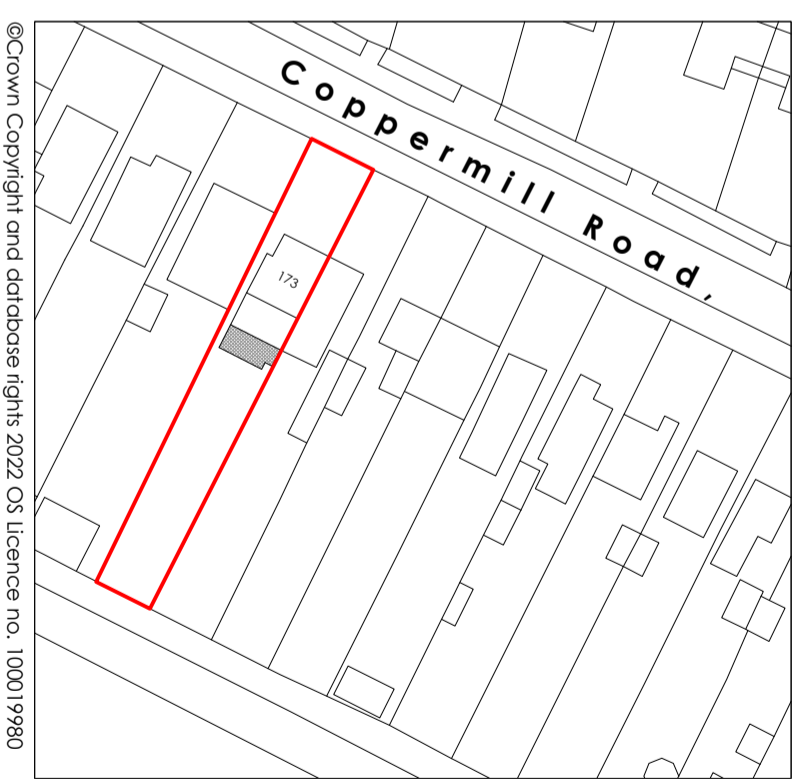 Coppermill Road,
173
©Crown Copyright and database rights 2022 OS Licence no. 100019980